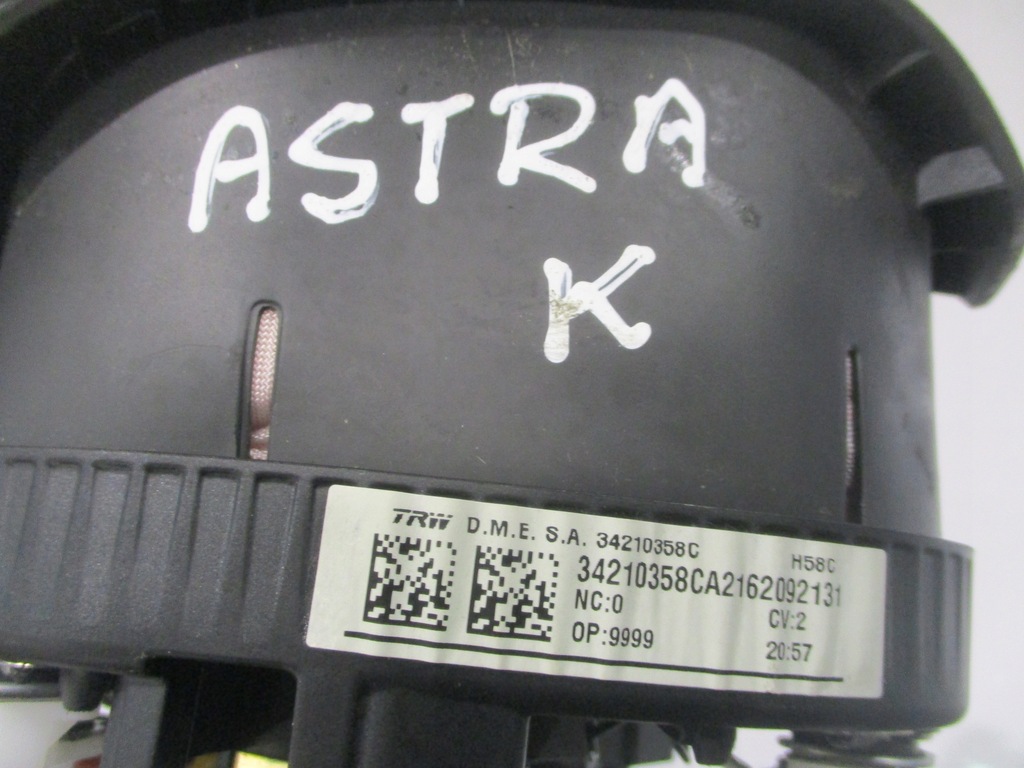 ASTRA
K
TRW D.M.E. S.A. 34210358C
H58C
34210358CA2162092131
NC:0 CV:2
OP:9999 20:57